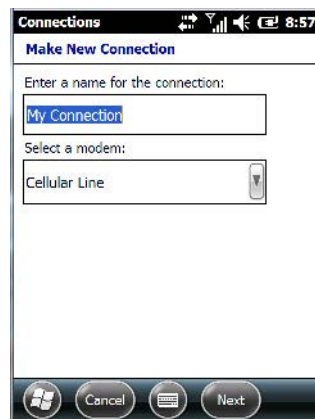 Connections 8:57
Make New Connection
Enter a name for the connection:
My Connection
Select a modem:
Cellular Line
Cancel Next